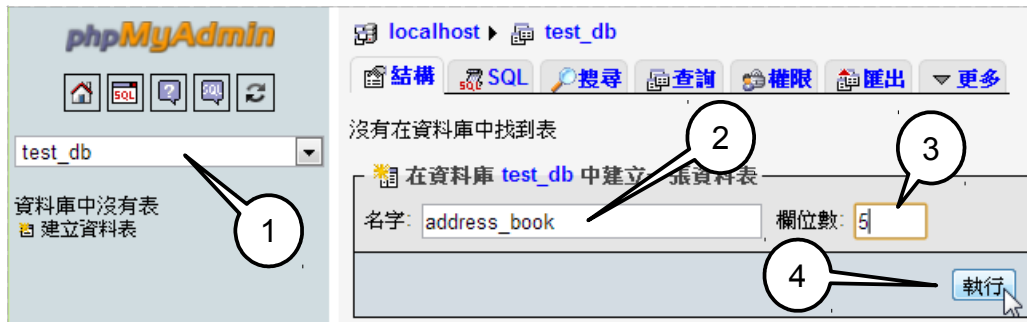 phpMyAdmin
SQL
SQL
test_db
資料庫中沒有表
建立資料表
1
localhost ▸ test_db
結構 SQL 搜尋 查詢 權限 匯出 更多
沒有在資料庫中找到表
2
3
在資料庫 test_db 中建立一張資料表
名字: address_book 欄位數: 5
4
執行